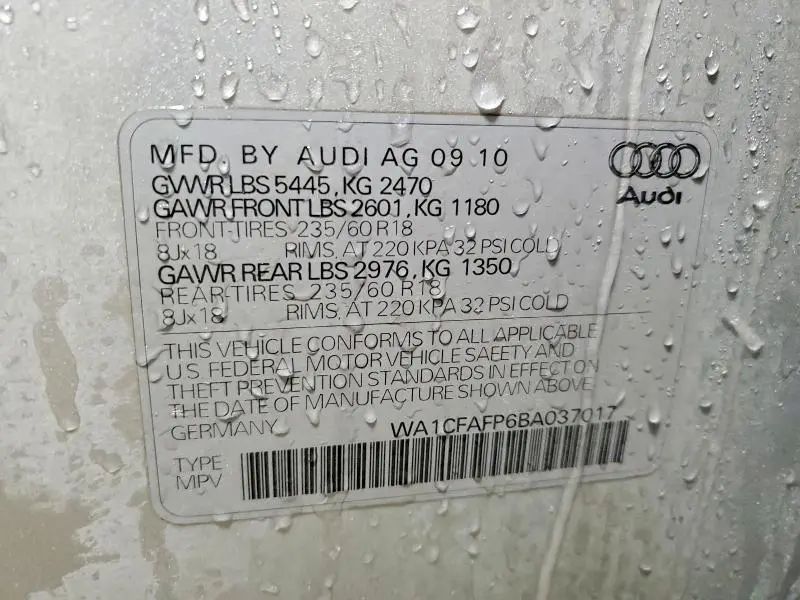 MFD. BY AUDI AG 09 10
GVWR LBS 5445, KG 2470
GAWR FRONT LBS 2601, KG 1180
FRONT-TIRES 235/60 R18
8Jx18 RIMS, AT 220 KPA 32 PSI COLD
GAWR REAR LBS 2976, KG 1350
REAR-TIRES 235/60 R18
8Jx18 RIMS, AT 220 KPA 32 PSI COLD
THIS VEHICLE CONFORMS TO ALL APPLICABLE
U.S. FEDERAL MOTOR VEHICLE SAFETY AND
THEFT PREVENTION STANDARDS IN EFFECT ON
THE DATE OF MANUFACTURE SHOWN ABOVE.
GERMANY WA1CFAFP6BA037017
TYPE
MPV
Audi